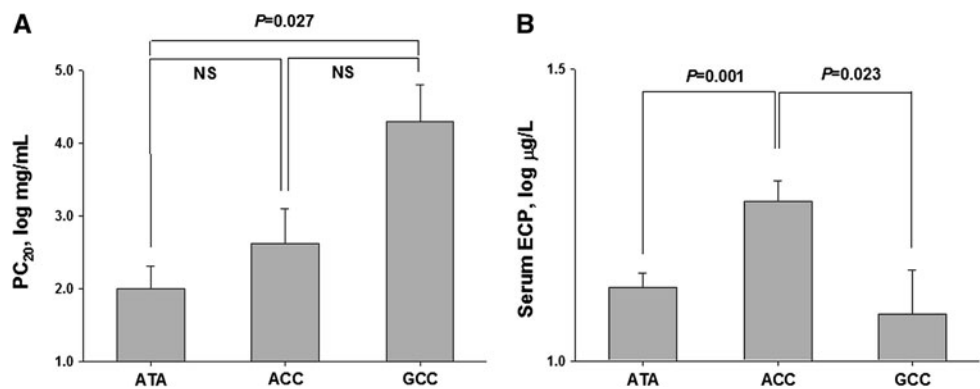 A
P=0.027
NS NS
5.0
4.0
3.0
2.0
1.0
PC20, log mg/mL
ATA ACC GCC
B
P=0.001 P=0.023
1.5
1.0
Serum ECP, log µg/L
ATA ACC GCC